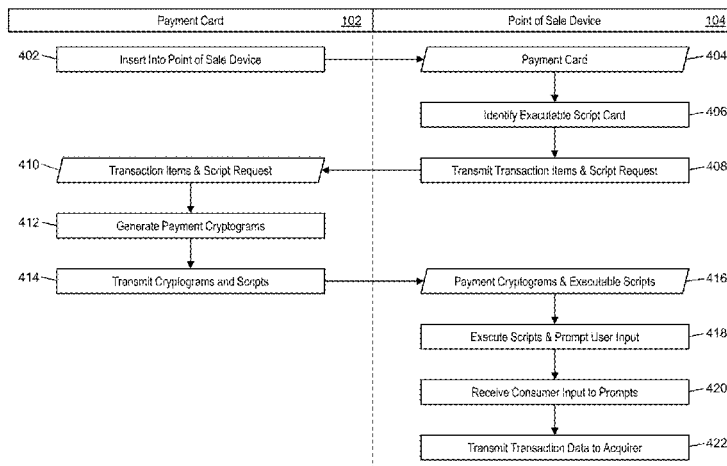 Payment Card 102 Point of Sale Device 104
402 Insert Into Point of Sale Device Payment Card 404
Identify Executable Script Card 406
410 Transaction Items & Script Request Transmit Transaction Items & Script Request 408
412 Generate Payment Cryptograms
414 Transmit Cryptograms and Scripts Payment Cryptograms & Executable Scripts 416
Execute Scripts & Prompt User Input 418
Receive Consumer Input to Prompts 420
Transmit Transaction Data to Acquirer 422